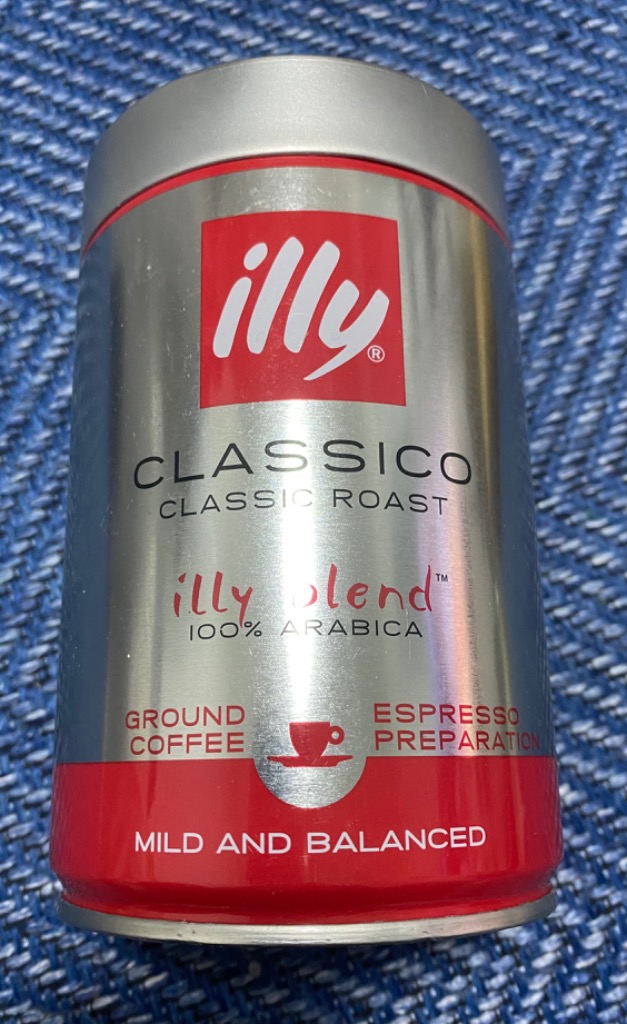 illy®
CLASSICO
CLASSIC ROAST
illy blend™
100% ARABICA
GROUND
COFFEE
ESPRESSO
PREPARATION
MILD AND BALANCED